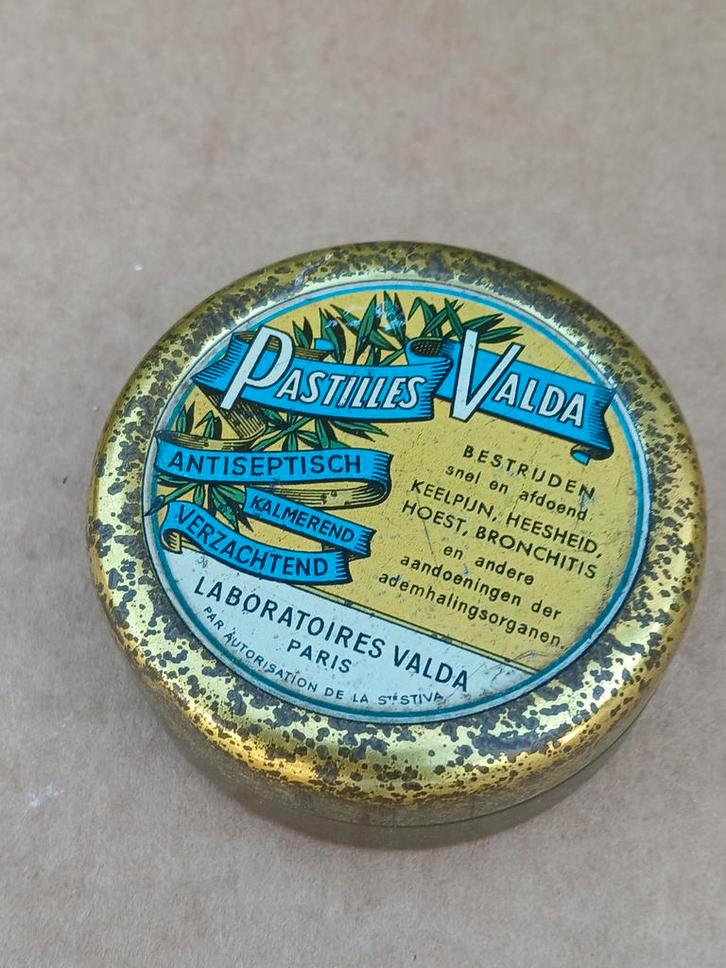 PASTILLES VALDA
ANTISEPTISCH
KALMEREND
VERZACHTEND
BESTRIJDEN
snel en afdoend
KEELPIJN, HEESHEID,
HOEST, BRONCHITIS
en andere
aandoeningen der
ademhalingsorganen.
LABORATOIRES VALDA
PARIS
PAR AUTORISATION DE LA Sté STIVA